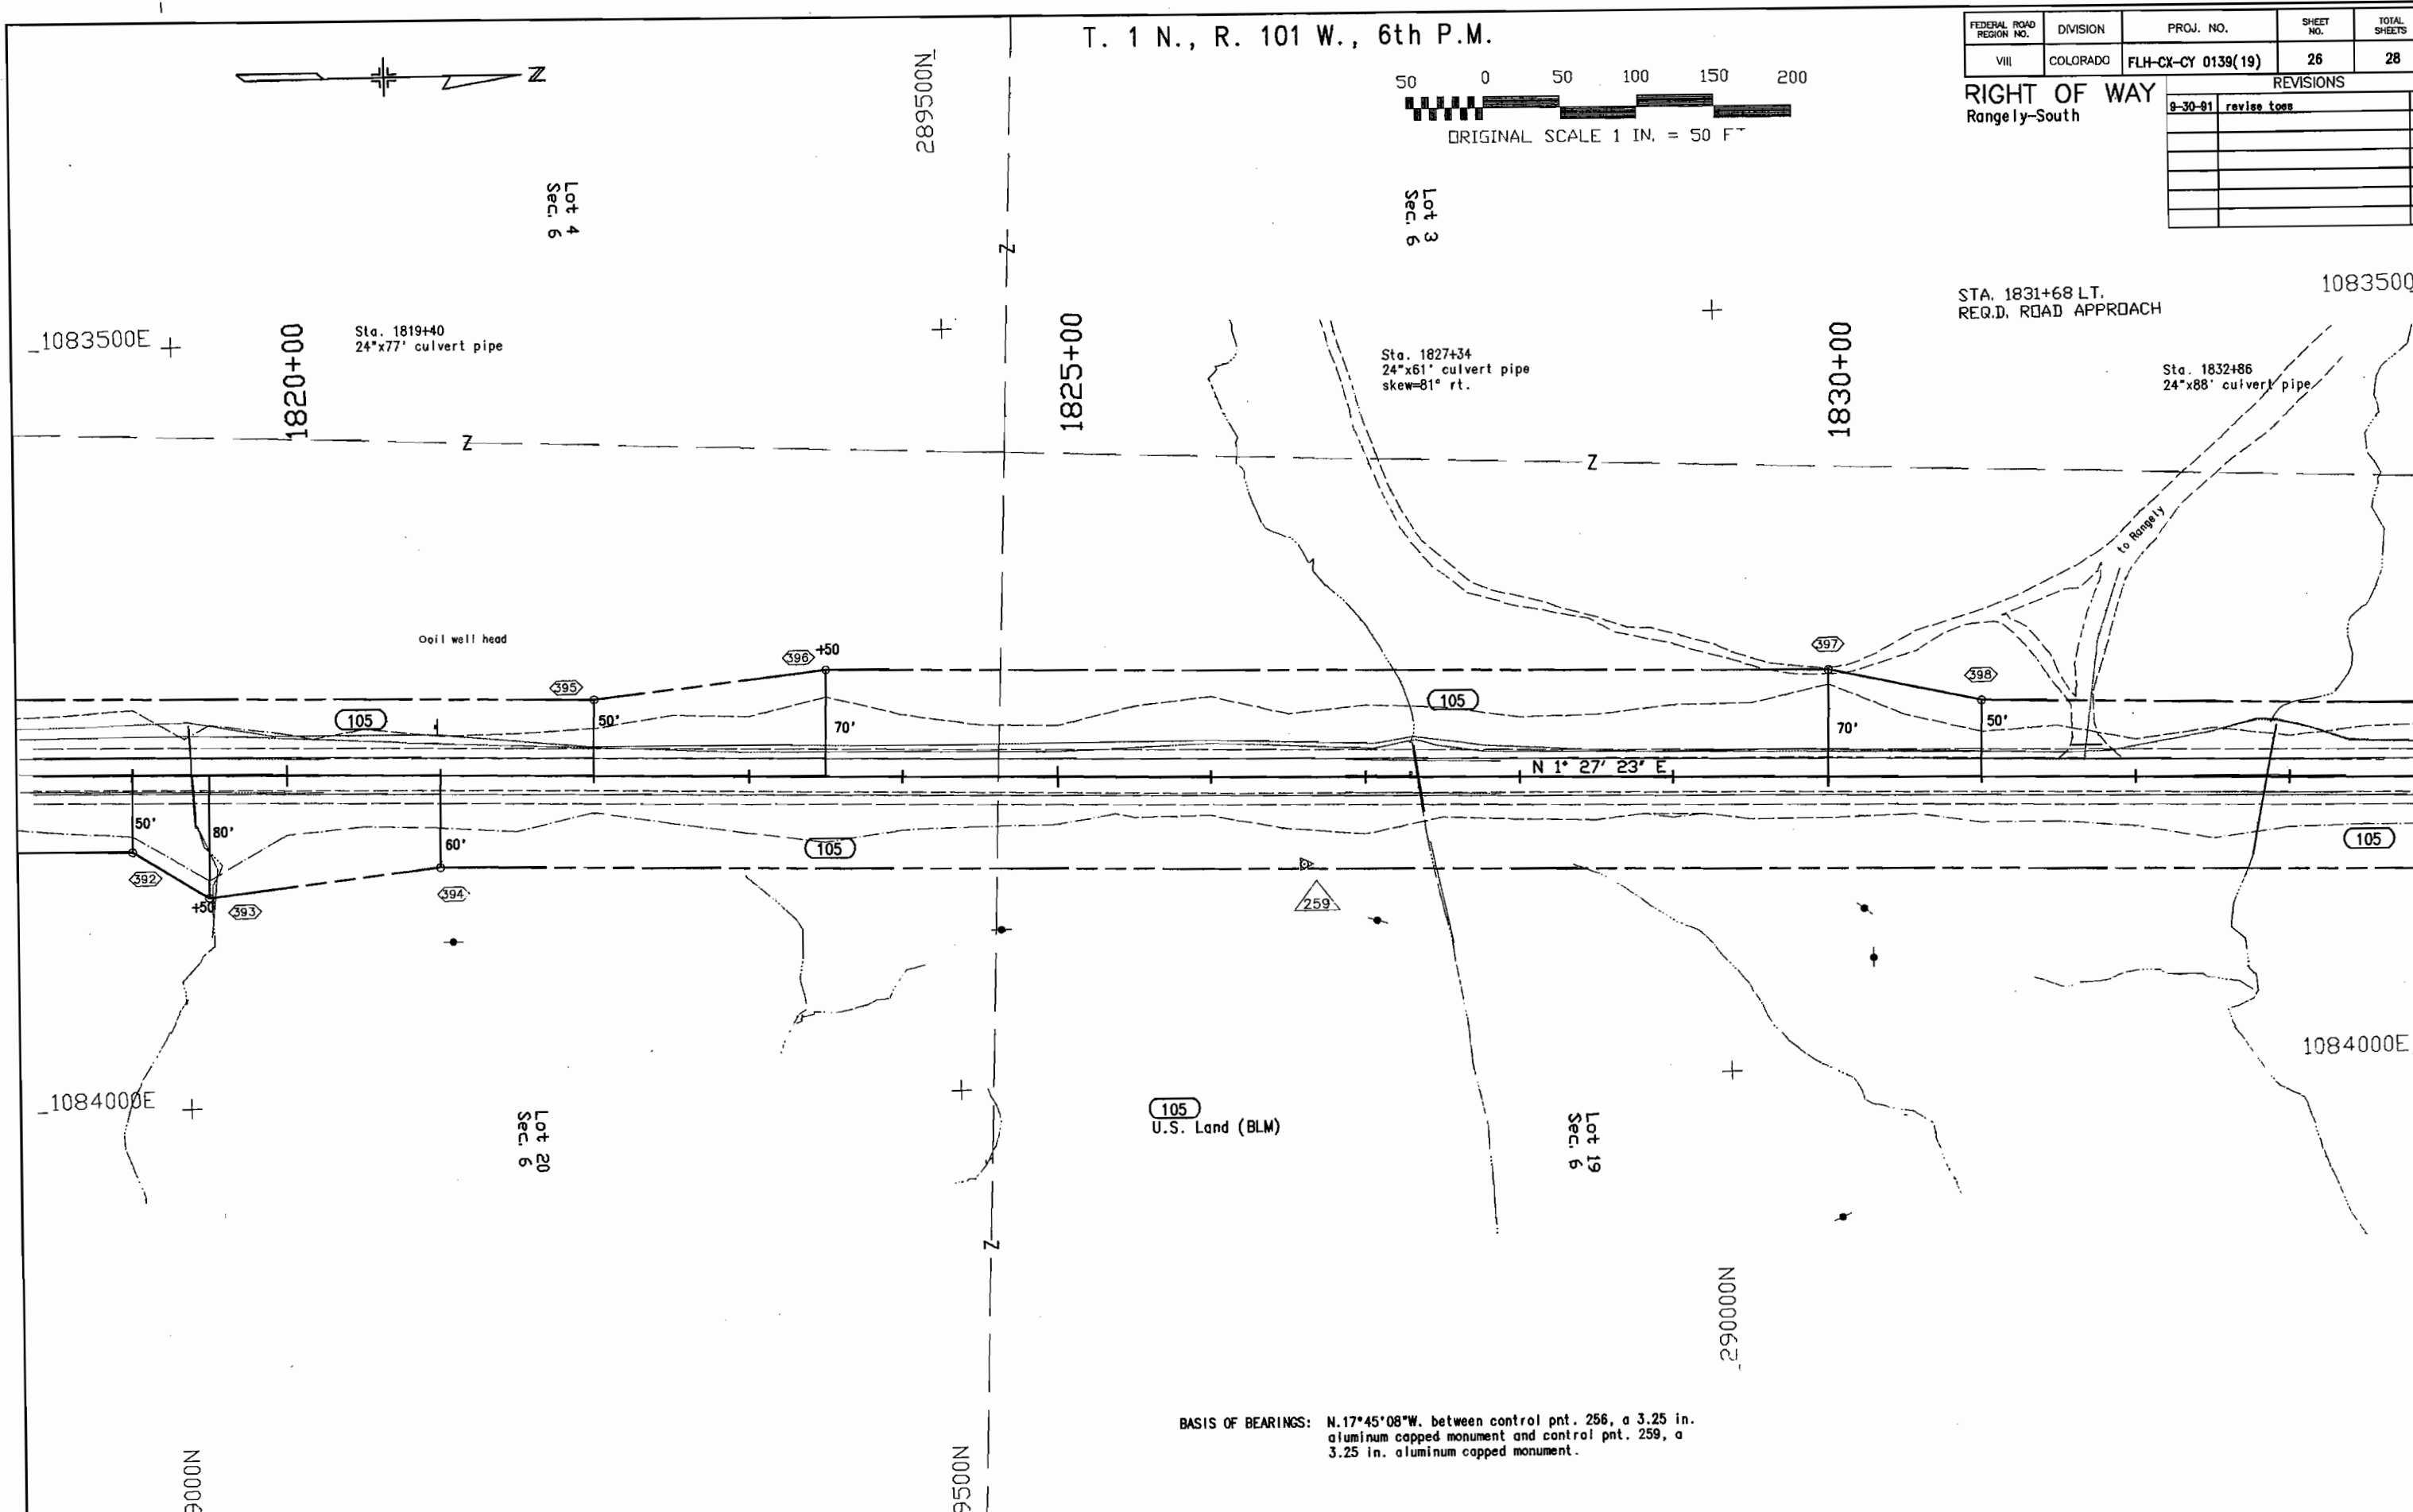 T. 1 N., R. 101 W., 6th P.M.
FEDERAL ROAD REGION NO. DIVISION PROJ. NO. SHEET NO. TOTAL SHEETS
VIII COLORADO FLH-CX-CY 0139(19) 26 28
RIGHT OF WAY
Rangely-South
REVISIONS
9-30-91 revise toes
Z
289500N
50 0 50 100 150 200
ORIGINAL SCALE 1 IN. = 50 FT
Lot 4
Sec. 6
Z
Lot 3
Sec. 6
STA. 1831+68 LT.
REQ.D. ROAD APPROACH
1083500
1083500E
1820+00
Sta. 1819+40
24"x77' culvert pipe
1825+00
Sta. 1827+34
24"x61' culvert pipe
skew=81° rt.
1830+00
Sta. 1832+86
24"x88' culvert pipe
Z
Z
to Rangely
Ooil well head
395
396
+50
397
398
105
50'
70'
105
70'
50'
N 1° 27' 23" E
50'
80'
60'
105
105
392
+50
393
394
259
1084000E
1084000E
Lot 20
Sec. 6
105
U.S. Land (BLM)
Lot 19
Sec. 6
Z
290000N
BASIS OF BEARINGS: N.17°45'08"W. between control pnt. 256, a 3.25 in.
aluminum capped monument and control pnt. 259, a
3.25 in. aluminum capped monument.
9000N
9500N